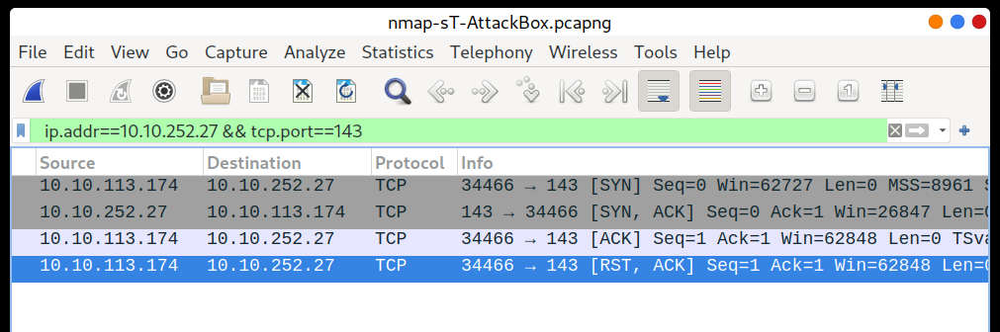 nmap-sT-AttackBox.pcapng
File Edit View Go Capture Analyze Statistics Telephony Wireless Tools Help
ip.addr==10.10.252.27 && tcp.port==143
Source Destination Protocol Info
10.10.113.174 10.10.252.27 TCP 34466 → 143 [SYN] Seq=0 Win=62727 Len=0 MSS=8961
10.10.252.27 10.10.113.174 TCP 143 → 34466 [SYN, ACK] Seq=0 Ack=1 Win=26847 Len=
10.10.113.174 10.10.252.27 TCP 34466 → 143 [ACK] Seq=1 Ack=1 Win=62848 Len=0 TSva
10.10.113.174 10.10.252.27 TCP 34466 → 143 [RST, ACK] Seq=1 Ack=1 Win=62848 Len=